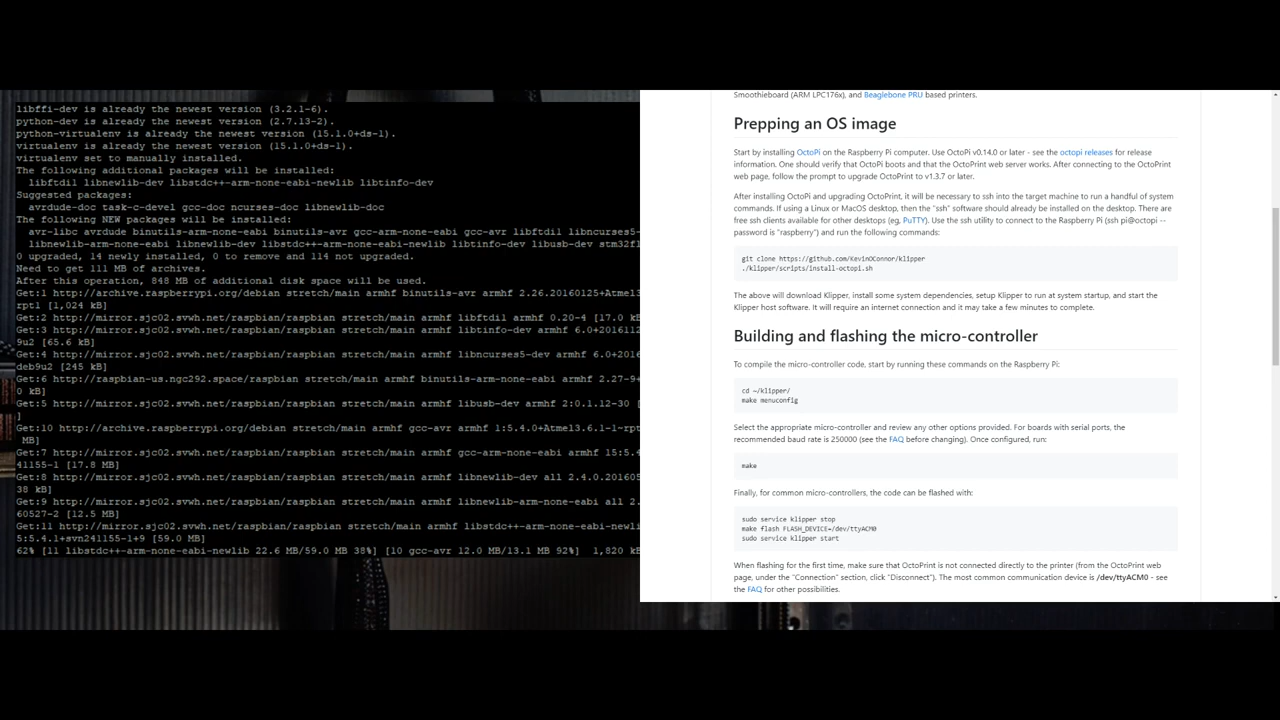 libffi-dev is already the newest version (3.2.1-6).
python-dev is already the newest version (2.7.13-2).
python-virtualenv is already the newest version (15.1.0+ds-1).
virtualenv is already the newest version (15.1.0+ds-1).
virtualenv set to manually installed.
The following additional packages will be installed:
libftdil libnewlib-dev libstdc++-arm-none-eabi-newlib libtinfo-dev
Suggested packages:
avrdude-doc task-c-devel gcc-doc ncurses-doc libnewlib-doc
The following NEW packages will be installed:
avr-libc avrdude binutils-arm-none-eabi binutils-avr gcc-arm-none-eabi gcc-avr libftdil libncurses5-
libnewlib-arm-none-eabi libnewlib-dev libstdc++-arm-none-eabi-newlib libtinfo-dev libusb-dev stm32fl
0 upgraded, 14 newly installed, 0 to remove and 114 not upgraded.
Need to get 111 MB of archives.
After this operation, 848 MB of additional disk space will be used.
Get:1 http://archive.raspberrypi.org/debian stretch/main armhf binutils-avr armhf 2.26.20160125+Atmel3
rpt1 [1,024 kB]
Get:2 http://mirror.sjc02.svwh.net/raspbian/raspbian stretch/main armhf libftdil armhf 0.20-4 [17.0 kB
Get:3 http://mirror.sjc02.svwh.net/raspbian/raspbian stretch/main armhf libtinfo-dev armhf 6.0+2016112
9u2 [65.6 kB]
Get:4 http://mirror.sjc02.svwh.net/raspbian/raspbian stretch/main armhf libncurses5-dev armhf 6.0+2016
deb9u2 [245 kB]
Get:6 http://raspbian-us.ngc292.space/raspbian stretch/main armhf binutils-arm-none-eabi armhf 2.27-9+
0 kB]
Get:5 http://mirror.sjc02.svwh.net/raspbian/raspbian stretch/main armhf libusb-dev armhf 2:0.1.12-30 [
]
Get:10 http://archive.raspberrypi.org/debian stretch/main armhf gcc-avr armhf 1:5.4.0+Atmel3.6.1-1-rpt
MB]
Get:7 http://mirror.sjc02.svwh.net/raspbian/raspbian stretch/main armhf gcc-arm-none-eabi armhf 15:5.4
41155-1 [17.8 MB]
Get:8 http://mirror.sjc02.svwh.net/raspbian/raspbian stretch/main armhf libnewlib-dev all 2.4.0.201605
38 kB]
Get:9 http://mirror.sjc02.svwh.net/raspbian/raspbian stretch/main armhf libnewlib-arm-none-eabi all 2.
60527-2 [12.5 MB]
Get:11 http://mirror.sjc02.svwh.net/raspbian/raspbian stretch/main armhf libstdc++-arm-none-eabi-newli
5:5.4.1+svn241155-1+9 [59.0 MB]
62% [11 libstdc++-arm-none-eabi-newlib 22.6 MB/59.0 MB 38%] [10 gcc-avr 12.0 MB/13.1 MB 92%] 1,820 kB
Smoothieboard (ARM LPC176x), and Beaglebone PRU based printers.
Prepping an OS image
Start by installing OctoPi on the Raspberry Pi computer. Use OctoPi v0.14.0 or later - see the octopi releases for release
information. One should verify that OctoPi boots and that the OctoPrint web server works. After connecting to the OctoPrint
web page, follow the prompt to upgrade OctoPrint to v1.3.7 or later.
After installing OctoPi and upgrading OctoPrint, it will be necessary to ssh into the target machine to run a handful of system
commands. If using a Linux or MacOS desktop, then the "ssh" software should already be installed on the desktop. There are
free ssh clients available for other desktops (eg, PuTTY). Use the ssh utility to connect to the Raspberry Pi (ssh pi@octopi --
password is "raspberry") and run the following commands:
git clone https://github.com/KevinOConnor/klipper
./klipper/scripts/install-octopi.sh
The above will download Klipper, install some system dependencies, setup Klipper to run at system startup, and start the
Klipper host software. It will require an internet connection and it may take a few minutes to complete.
Building and flashing the micro-controller
To compile the micro-controller code, start by running these commands on the Raspberry Pi:
cd ~/klipper/
make menuconfig
Select the appropriate micro-controller and review any other options provided. For boards with serial ports, the
recommended baud rate is 250000 (see the FAQ before changing). Once configured, run:
make
Finally, for common micro-controllers, the code can be flashed with:
sudo service klipper stop
make flash FLASH_DEVICE=/dev/ttyACM0
sudo service klipper start
When flashing for the first time, make sure that OctoPrint is not connected directly to the printer (from the OctoPrint web
page, under the "Connection" section, click "Disconnect"). The most common communication device is /dev/ttyACM0 - see
the FAQ for other possibilities.